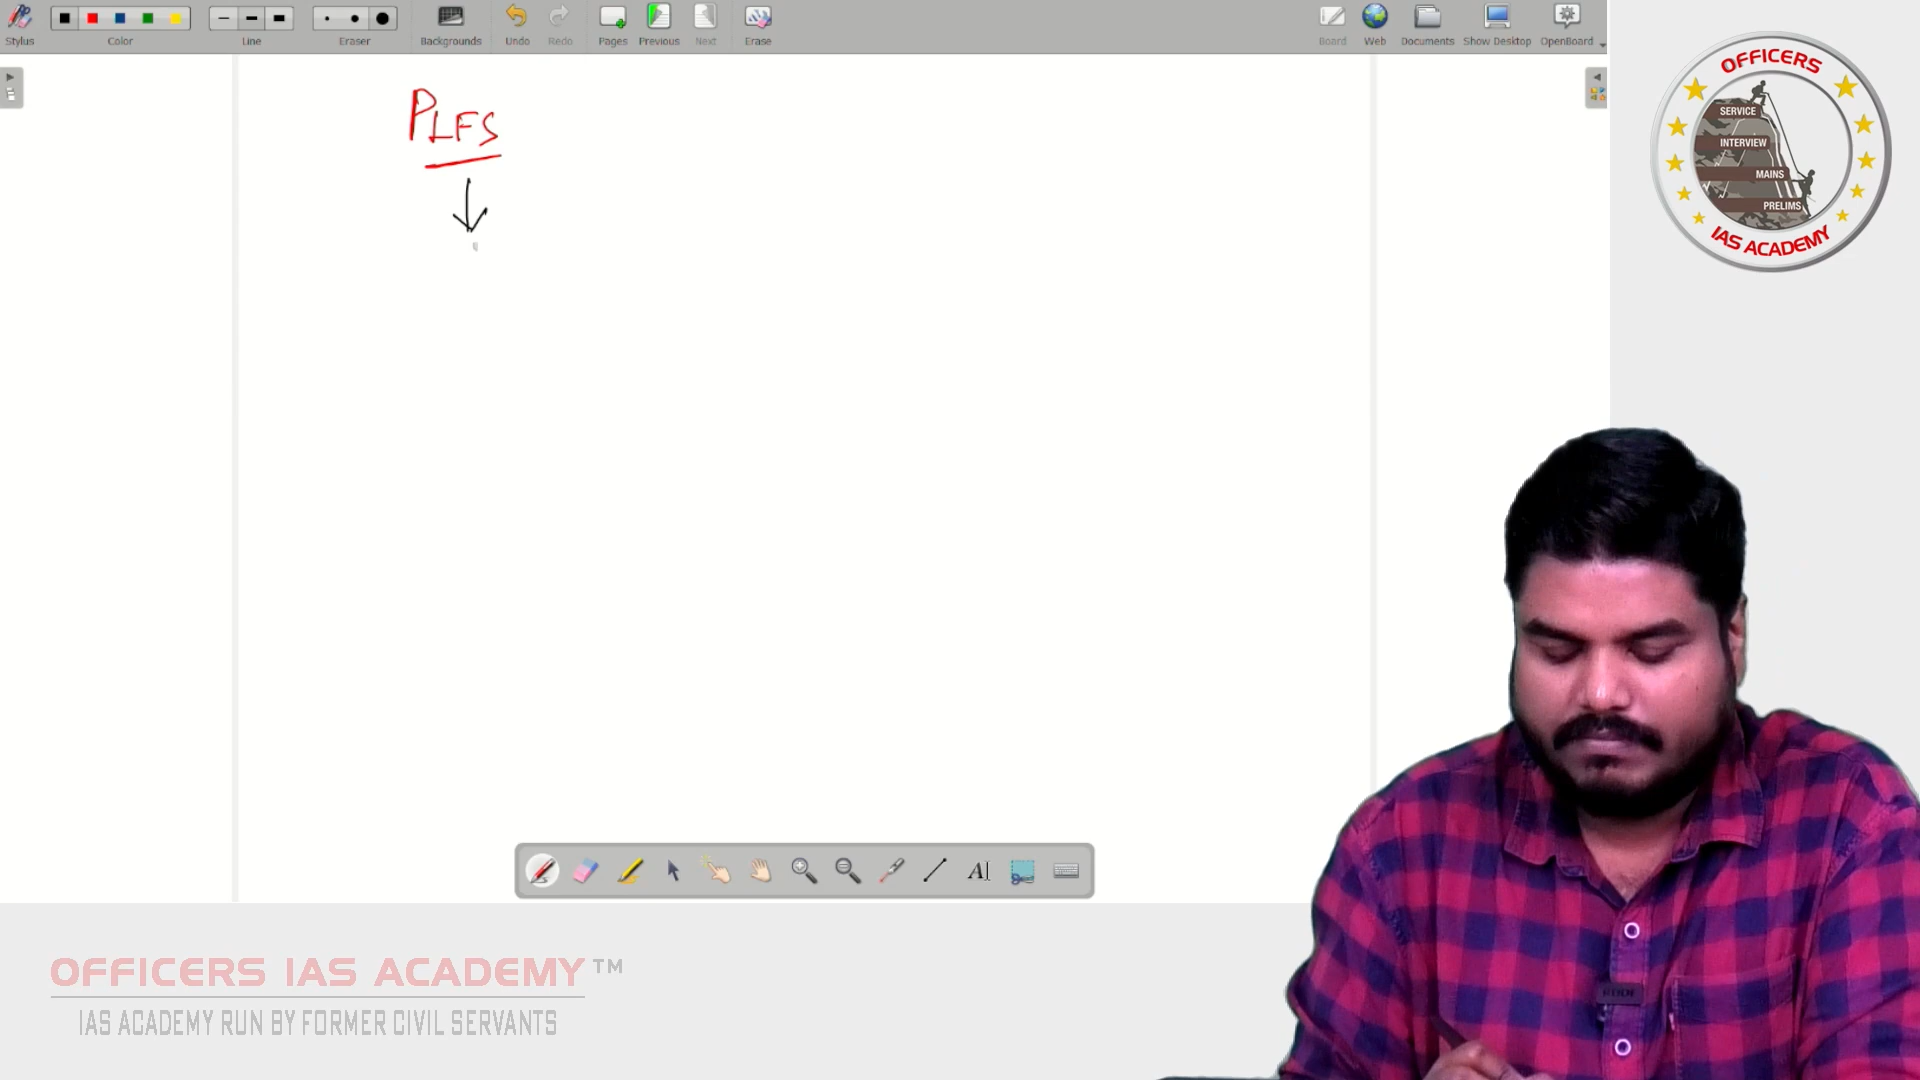 Stylus
Color
Line
Eraser
Backgrounds
Undo
Redo
Pages
Previous
Next
Erase
Board
Web
Documents
Show Desktop
OpenBoard
PLFS
OFFICERS
SERVICE
INTERVIEW
MAINS
PRELIMS
IAS ACADEMY
A
OFFICERS IAS ACADEMY™
IAS ACADEMY RUN BY FORMER CIVIL SERVANTS